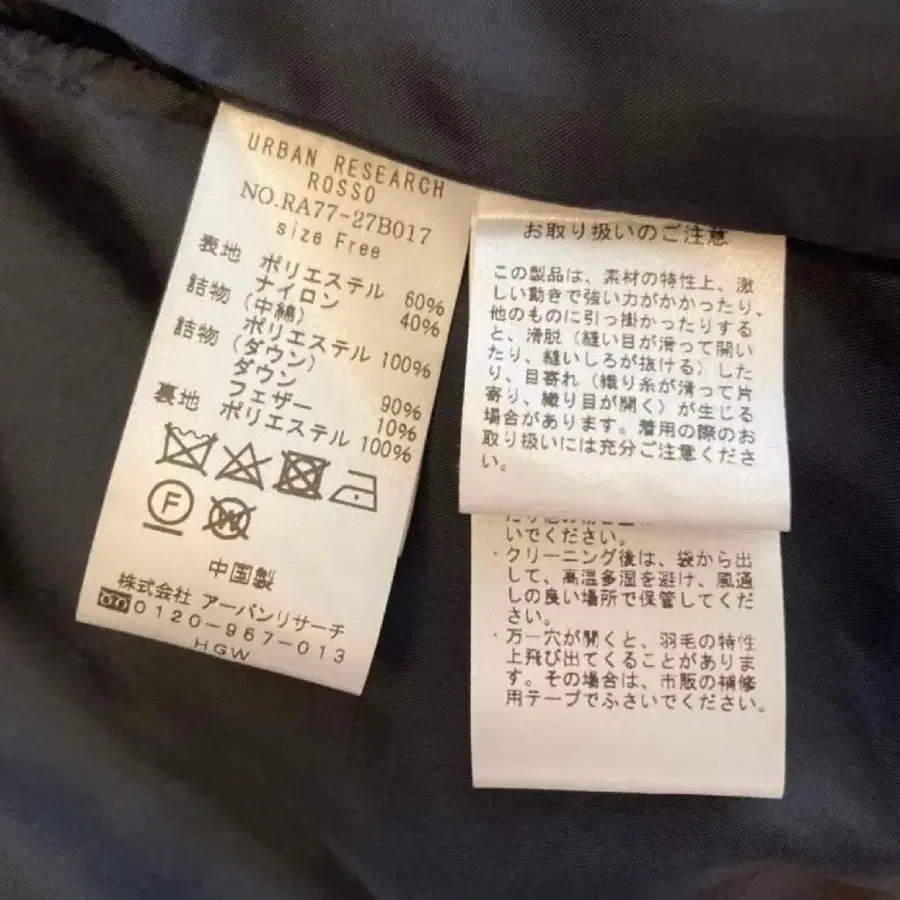 URBAN RESEARCH
ROSSO
NO.RA77-27B017
size Free
表地 ポリエステル 60%
ナイロン 40%
詰物 (中綿)
ポリエステル 100%
詰物 (ダウン)
ダウン 90%
フェザー 10%
裏地 ポリエステル 100%
F
W
中国製
株式会社 アーバンリサーチ
0120-967-013
HGW
お取り扱いのご注意
この製品は、素材の特性上、激
しい動きで強い力がかかったり、
他のものに引っ掛かったりする
と、滑脱(縫い目が滑って開い
たり、縫いしろが抜ける)した
り、目寄れ(織り糸が滑って片
寄り、織り目が開く)が生じる
場合があります。着用の際のお
取り扱いには充分ご注意くださ
い。
いでください。
・クリーニング後は、袋から出
して、高温多湿を避け、風通
しの良い場所で保管してくだ
さい。
・万一穴が開くと、羽毛の特性
上飛び出てくることがありま
す。その場合は、市販の補修
用テープでふさいでください。